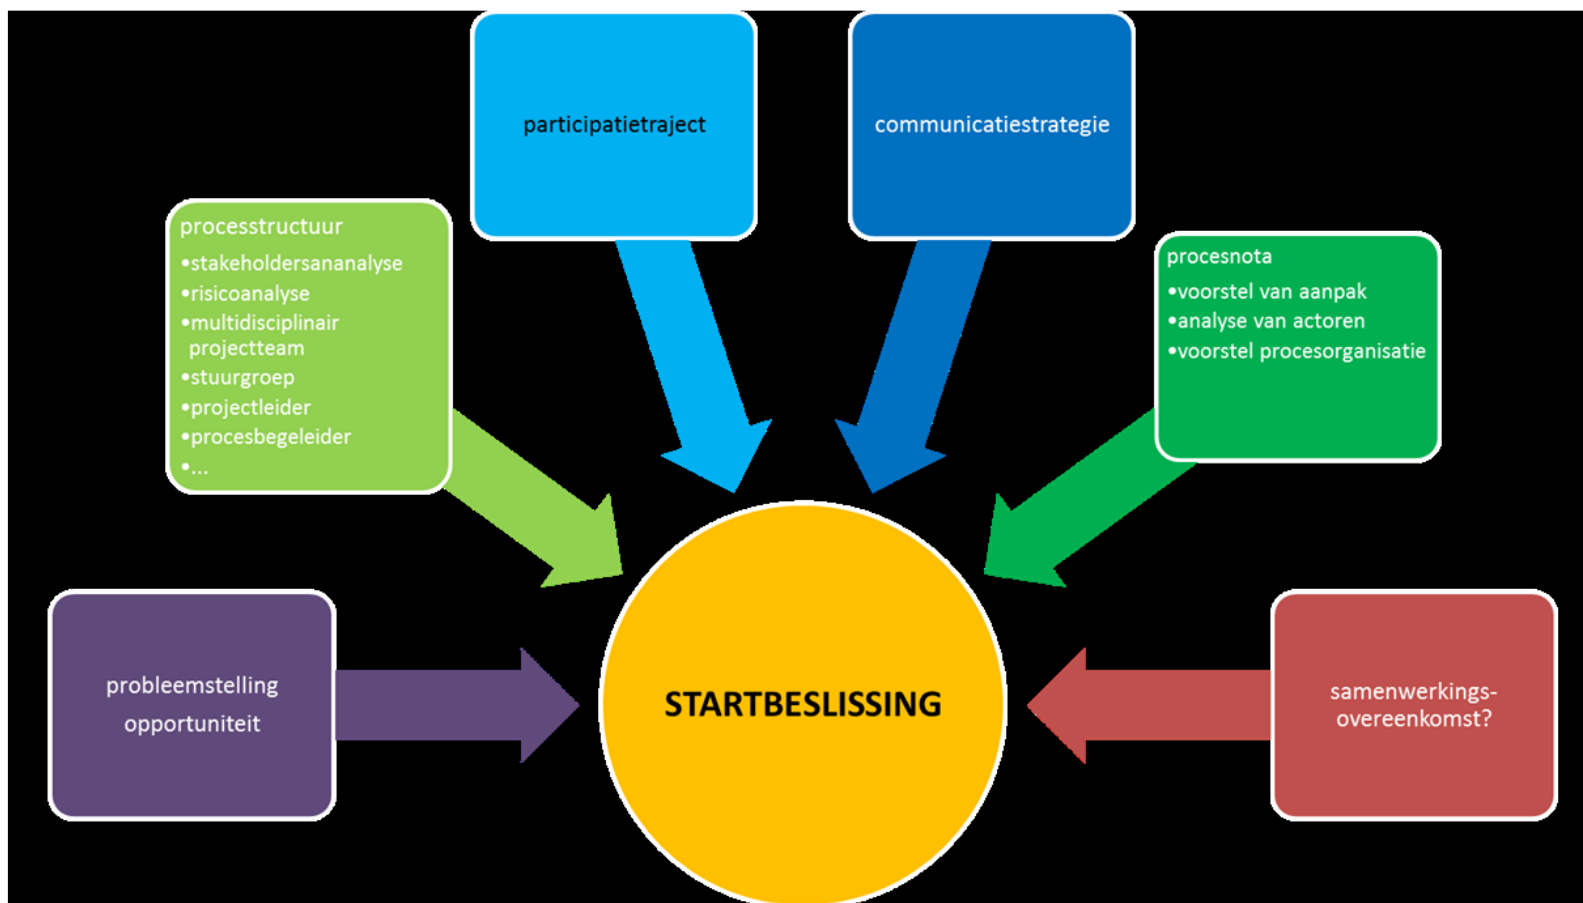 participatietraject
communicatiestrategie
processtructuur
•stakeholdersananalyse
•risicoanalyse
•multidisciplinair
projectteam
•stuurgroep
•projectleider
•procesbegeleider
•...
procesnota
•voorstel van aanpak
•analyse van actoren
•voorstel procesorganisatie
probleemstelling
opportuniteit
STARTBESLISSING
samenwerkings-
overeenkomst?